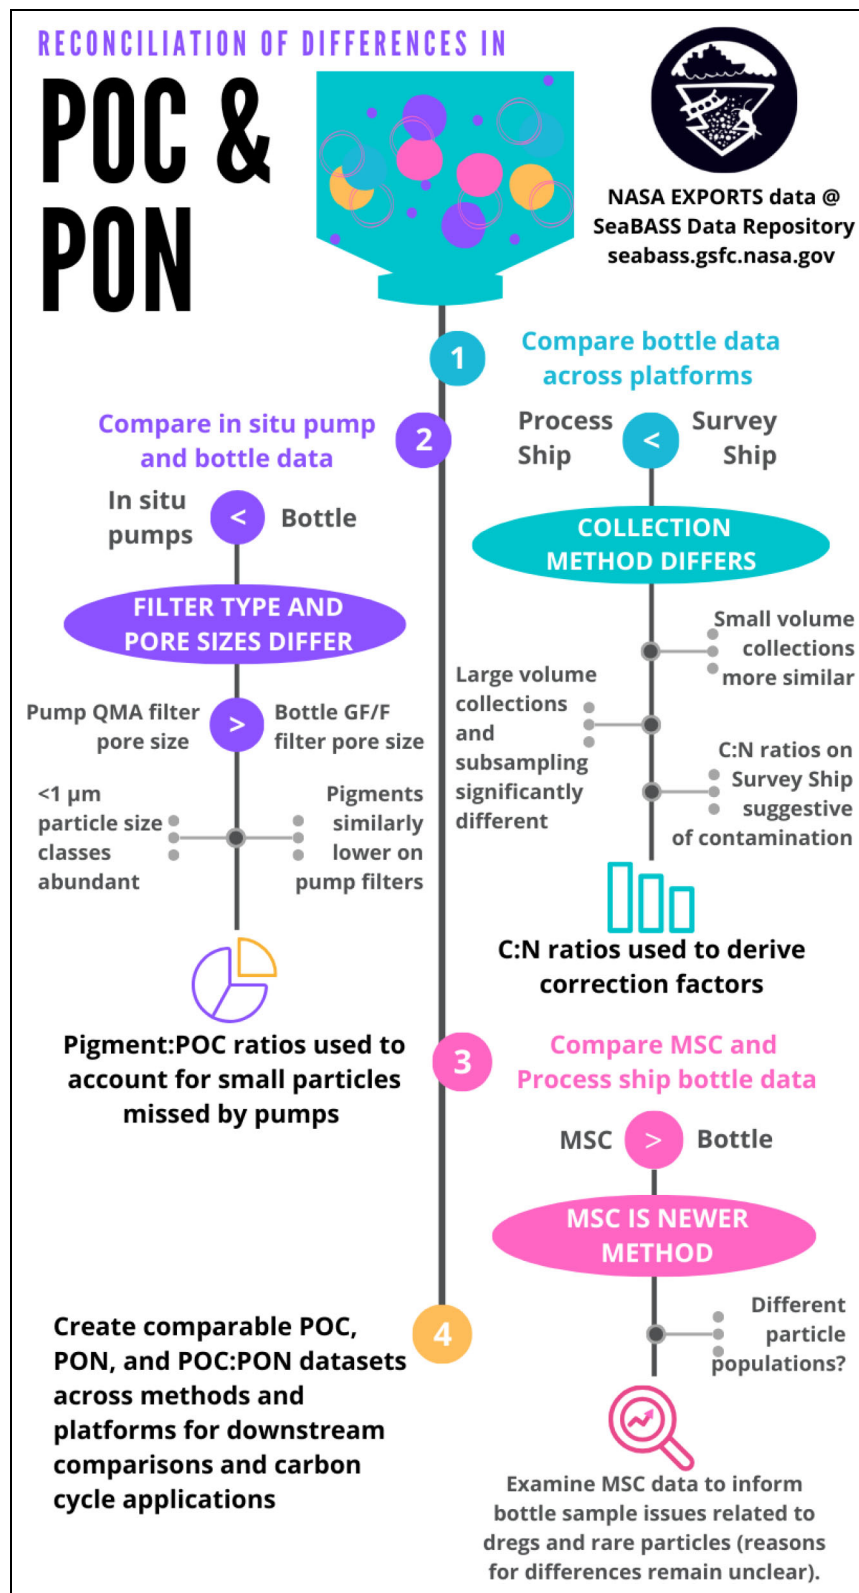 RECONCILIATION OF DIFFERENCES IN
POC &
PON
NASA EXPORTS data @
SeaBASS Data Repository
seabass.gsfc.nasa.gov
1
Compare bottle data
across platforms
Process
Ship
<
Survey
Ship
COLLECTION
METHOD DIFFERS
Small volume
collections
more similar
Large volume
collections
and
subsampling
significantly
different
C:N ratios on
Survey Ship
suggestive
of contamination
C:N ratios used to derive
correction factors
2
Compare in situ pump
and bottle data
In situ
pumps
<
Bottle
FILTER TYPE AND
PORE SIZES DIFFER
Pump QMA filter
pore size
>
Bottle GF/F
filter pore size
<1 μm
particle size
classes
abundant
Pigments
similarly
lower on
pump filters
Pigment:POC ratios used to
account for small particles
missed by pumps
3
Compare MSC and
Process ship bottle data
MSC
>
Bottle
MSC IS NEWER
METHOD
Different
particle
populations?
Examine MSC data to inform
bottle sample issues related to
dregs and rare particles (reasons
for differences remain unclear).
4
Create comparable POC,
PON, and POC:PON datasets
across methods and
platforms for downstream
comparisons and carbon
cycle applications